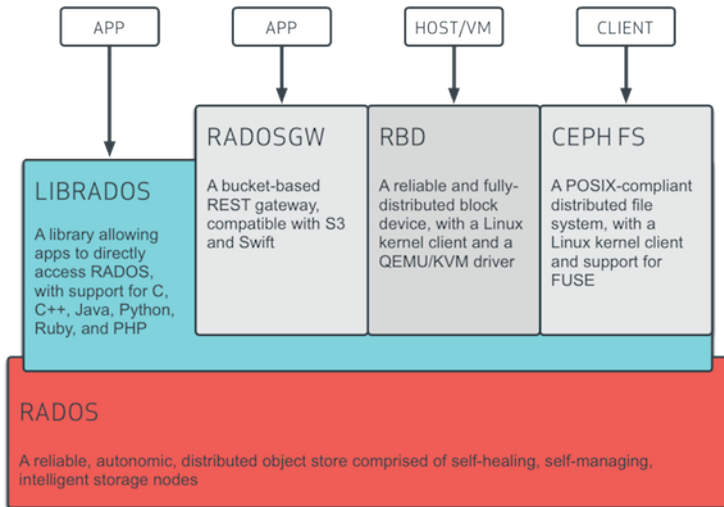 APP
APP
HOST/VM
CLIENT
RADOSGW
A bucket-based
REST gateway,
compatible with S3
and Swift
RBD
A reliable and fully-
distributed block
device, with a Linux
kernel client and a
QEMU/KVM driver
CEPH FS
A POSIX-compliant
distributed file
system, with a
Linux kernel client
and support for
FUSE
LIBRADOS
A library allowing
apps to directly
access RADOS,
with support for C,
C++, Java, Python,
Ruby, and PHP
RADOS
A reliable, autonomic, distributed object store comprised of self-healing, self-managing,
intelligent storage nodes